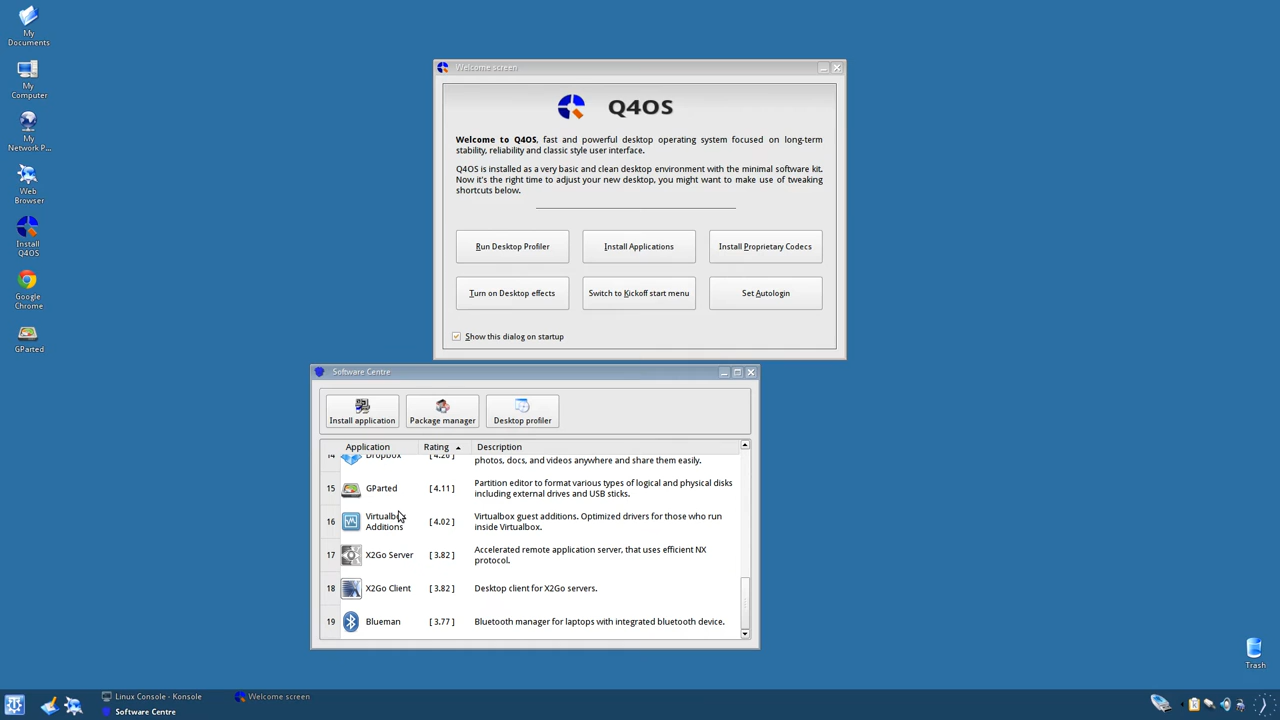 My
Documents
My
Computer
My
Network P...
Web
Browser
Install
Q4OS
Google
Chrome
GParted
Welcome screen
Q4OS
Welcome to Q4OS, fast and powerful desktop operating system focused on long-term
stability, reliability and classic style user interface.
Q4OS is installed as a very basic and clean desktop environment with the minimal software kit.
Now it's the right time to adjust your new desktop, you might want to make use of tweaking
shortcuts below.
Run Desktop Profiler
Install Applications
Install Proprietary Codecs
Turn on Desktop effects
Switch to Kickoff start menu
Set Autologin
Show this dialog on startup
Software Centre
Install application
Package manager
Desktop profiler
Application Rating Description
14 Dropbox [ 4.26 ] photos, docs, and videos anywhere and share them easily.
15 GParted [ 4.11 ] Partition editor to format various types of logical and physical disks
including external drives and USB sticks.
16 Virtualbox Additions [ 4.02 ] Virtualbox guest additions. Optimized drivers for those who run
inside Virtualbox.
17 X2Go Server [ 3.82 ] Accelerated remote application server, that uses efficient NX
protocol.
18 X2Go Client [ 3.82 ] Desktop client for X2Go servers.
19 Blueman [ 3.77 ] Bluetooth manager for laptops with integrated bluetooth device.
Trash
Linux Console - Konsole
Welcome screen
Software Centre